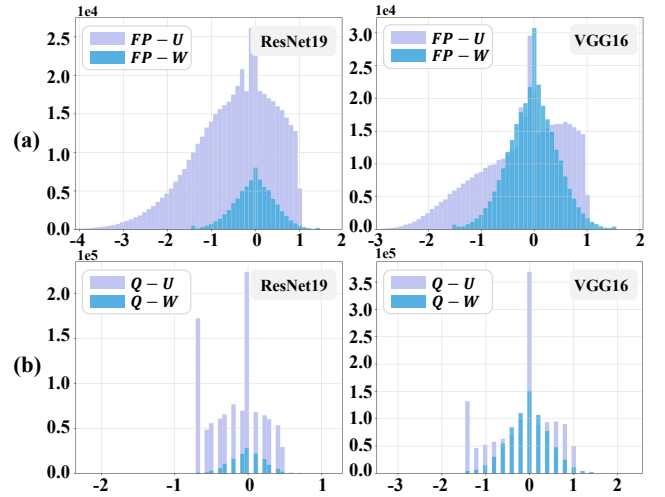 1e4
FP − U
FP − W
ResNet19
2.5
2.0
1.5
1.0
0.5
0.0
-4 -3 -2 -1 0 1 2
1e4
FP − U
FP − W
VGG16
3.0
2.5
2.0
1.5
1.0
0.5
0.0
-3 -2 -1 0 1 2
(a)
1e5
Q − U
Q − W
ResNet19
2.0
1.5
1.0
0.5
0.0
-2 -1 0 1
1e5
Q − U
Q − W
VGG16
3.5
3.0
2.5
2.0
1.5
1.0
0.5
0.0
-3 -2 -1 0 1 2
(b)